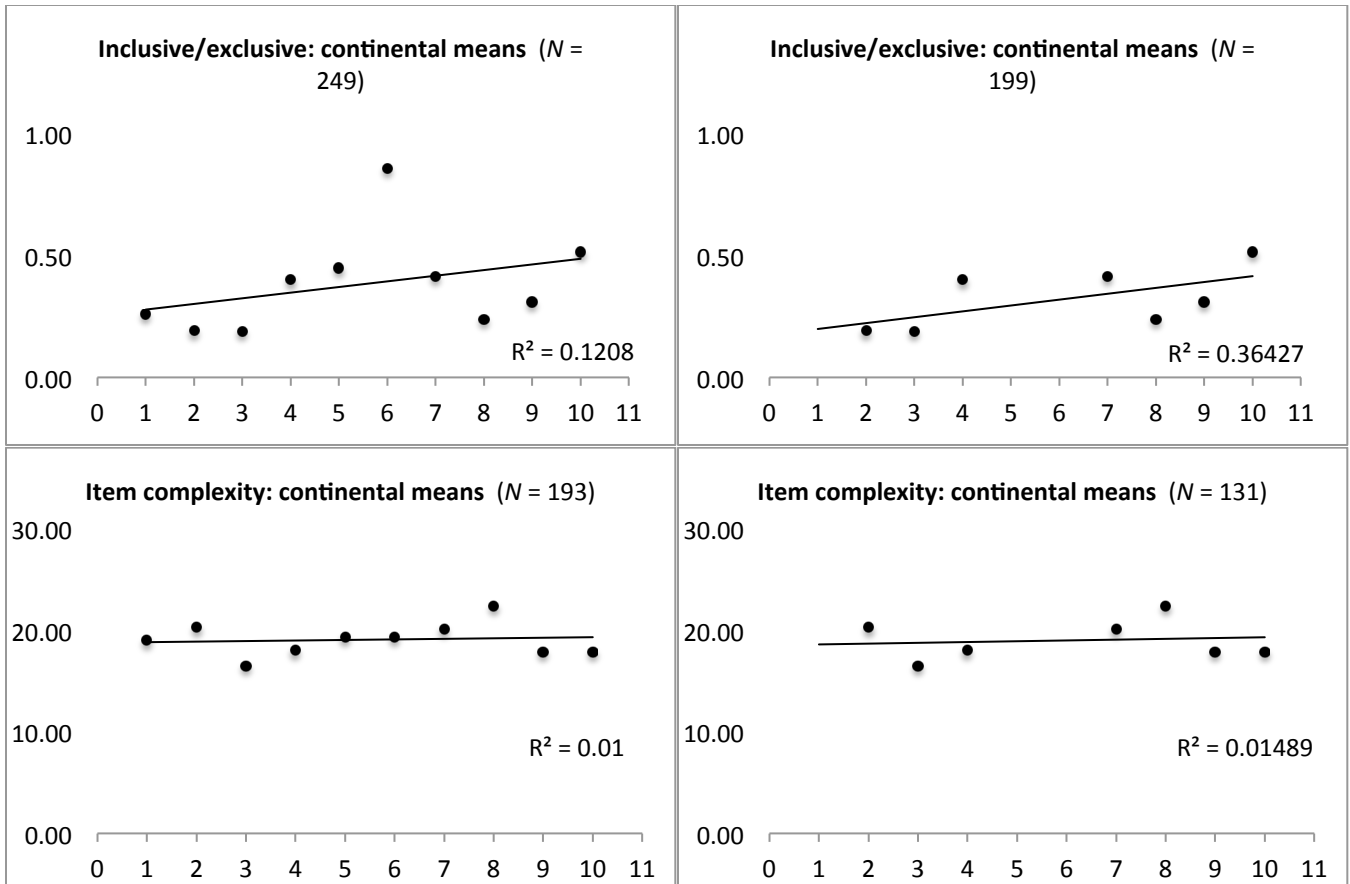 Inclusive/exclusive: continental means (N =
249)
1.00
0.50
0.00
R² = 0.1208
0 1 2 3 4 5 6 7 8 9 10 11
Inclusive/exclusive: continental means (N =
199)
1.00
0.50
0.00
R² = 0.36427
0 1 2 3 4 5 6 7 8 9 10 11
Item complexity: continental means (N = 193)
30.00
20.00
10.00
R² = 0.01
0.00
0 1 2 3 4 5 6 7 8 9 10 11
Item complexity: continental means (N = 131)
30.00
20.00
10.00
R² = 0.01489
0.00
0 1 2 3 4 5 6 7 8 9 10 11